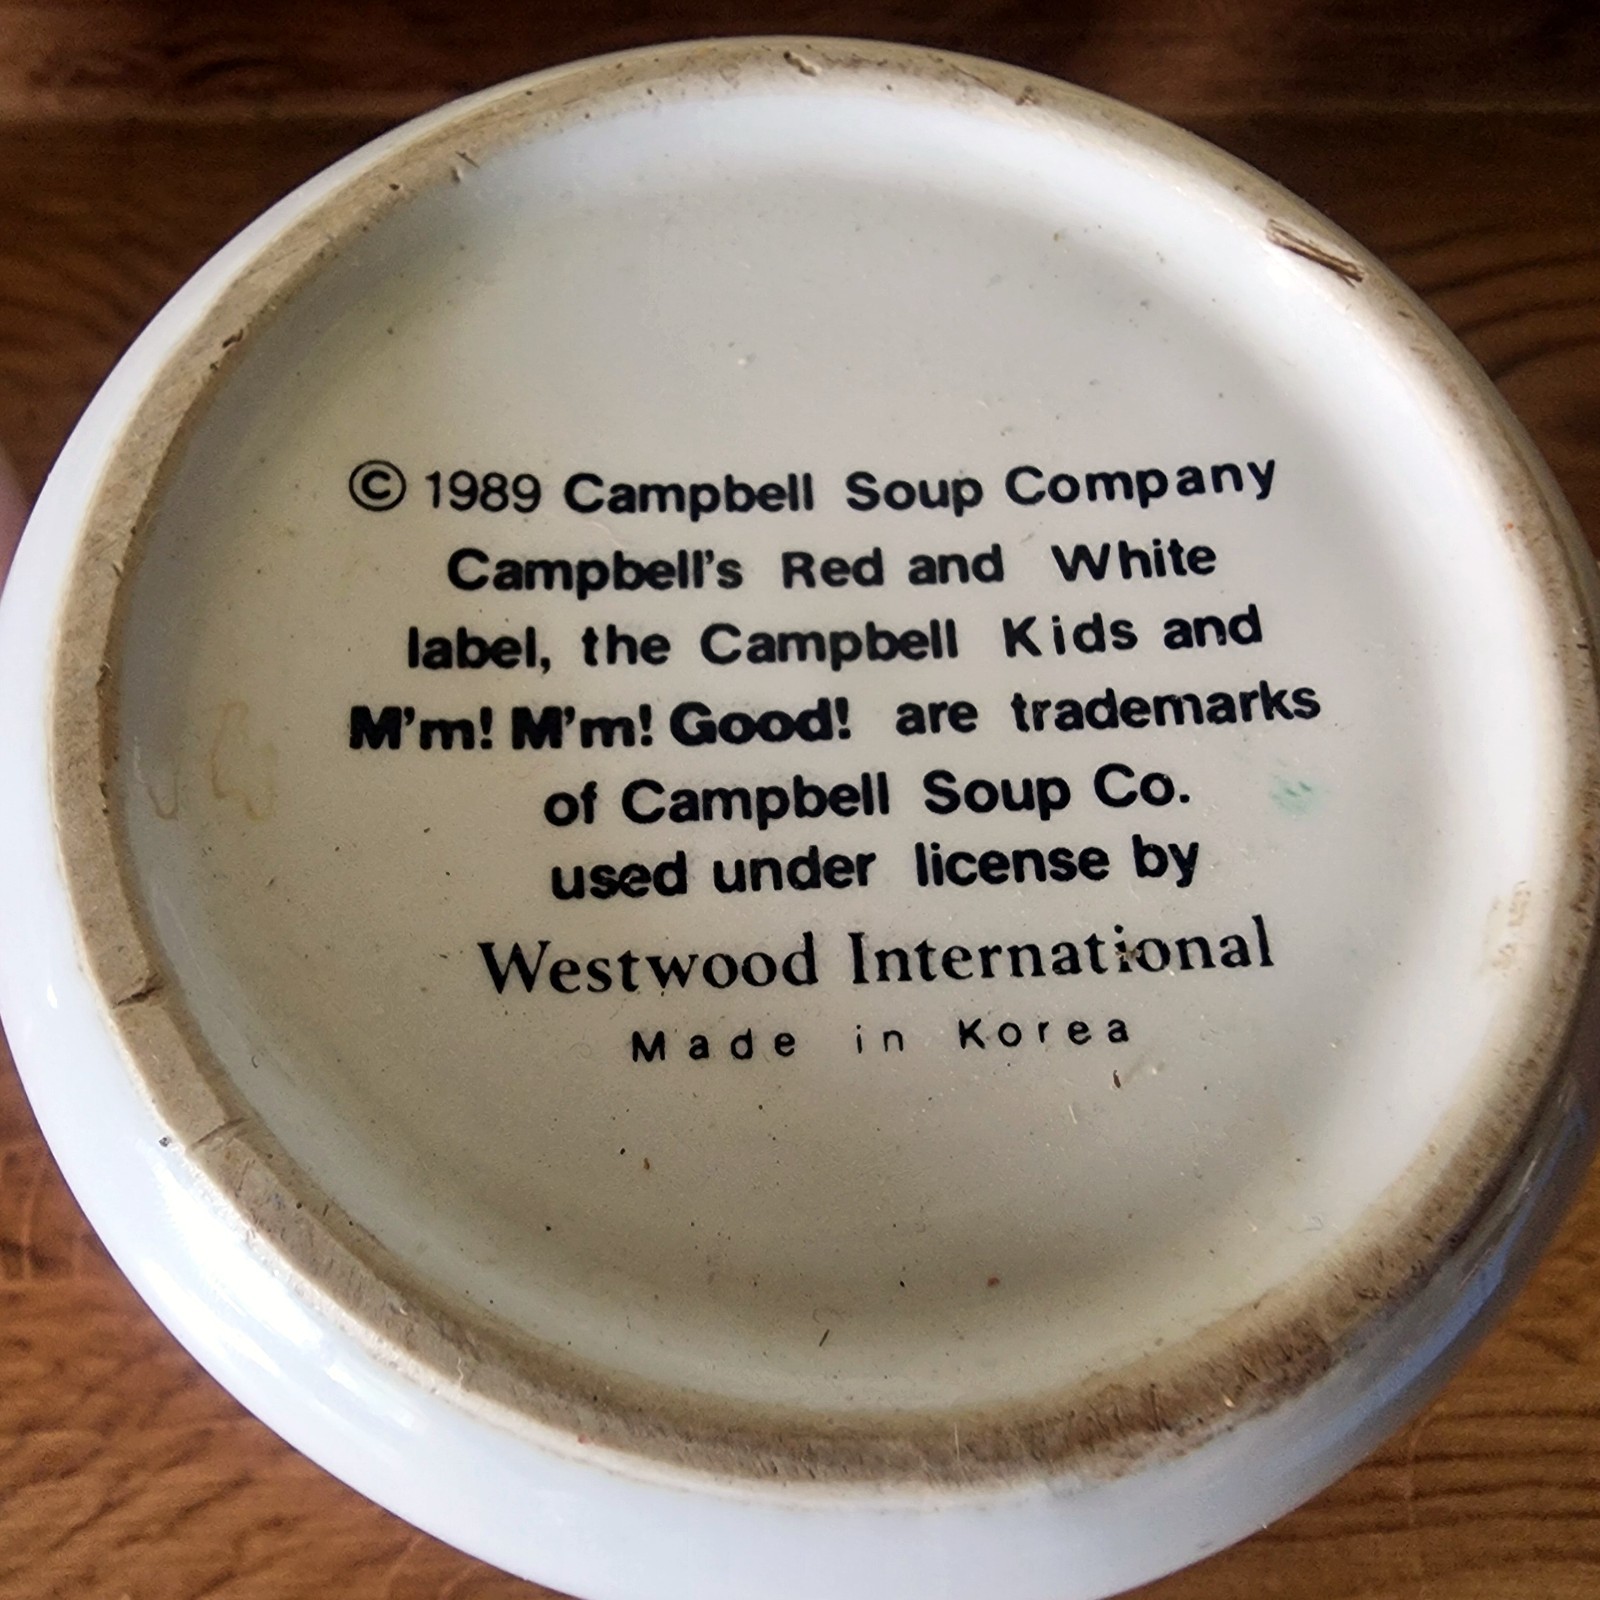 © 1989 Campbell Soup Company
Campbell's Red and White
label, the Campbell Kids and
M'm! M'm! Good! are trademarks
of Campbell Soup Co.
used under license by
Westwood International
Made in Korea